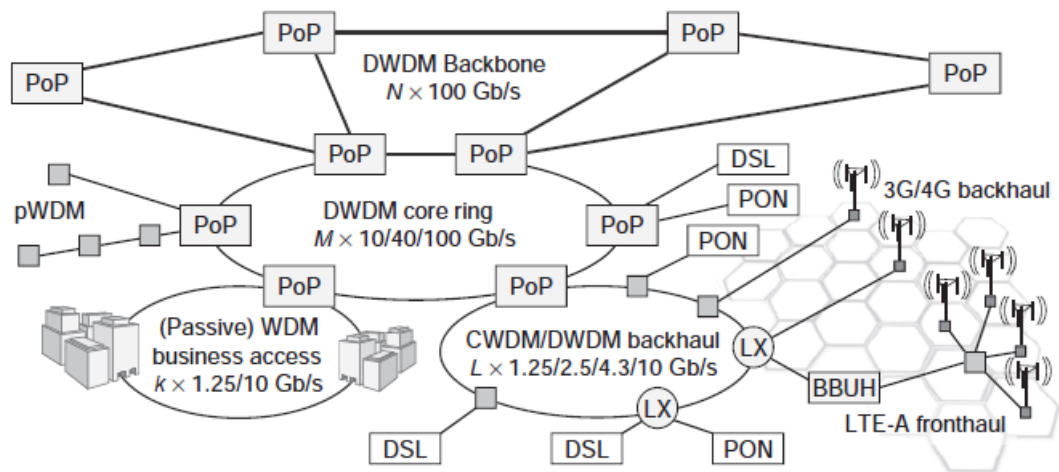 PoP
PoP
DWDM Backbone
N × 100 Gb/s
PoP
PoP
PoP
PoP
DSL
3G/4G backhaul
pWDM
PoP
DWDM core ring
M × 10/40/100 Gb/s
PoP
PON
PON
PoP
PoP
(Passive) WDM
business access
k × 1.25/10 Gb/s
CWDM/DWDM backhaul
L × 1.25/2.5/4.3/10 Gb/s
LX
BBUH
LTE-A fronthaul
LX
DSL
DSL
PON